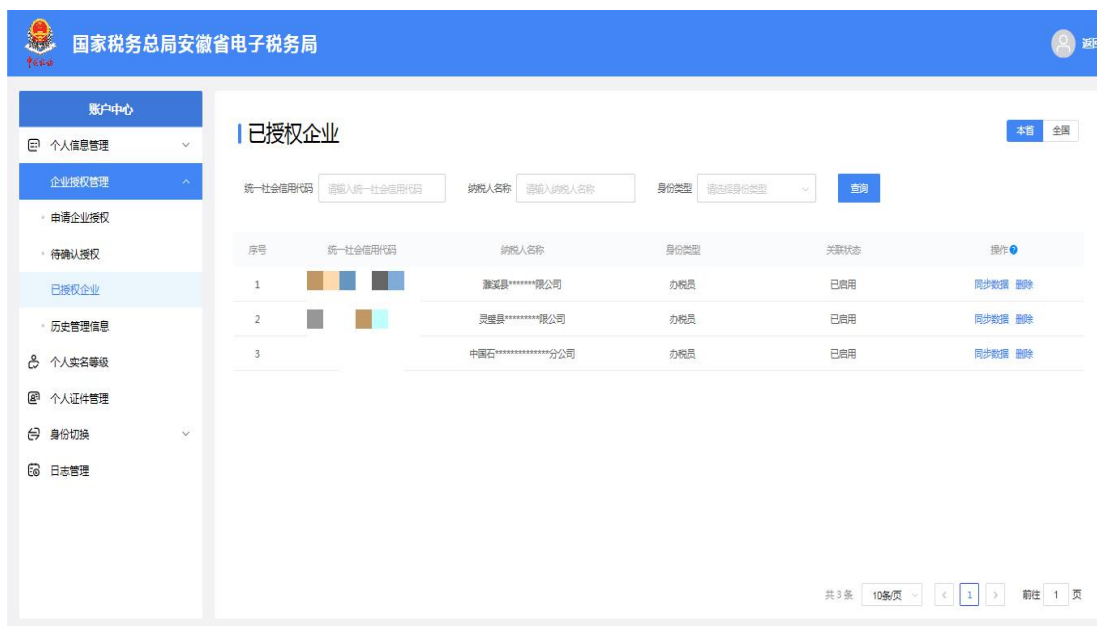 国家税务总局安徽省电子税务局
返回
账户中心
个人信息管理
企业授权管理
申请企业授权
待确认授权
已授权企业
历史管理信息
个人实名等级
个人证件管理
身份切换
日志管理
已授权企业
本省 全国
统一社会信用代码 请输入统一社会信用代码 纳税人名称 请输入纳税人名称 身份类型 请选择身份类型 查询
序号 统一社会信用代码 纳税人名称 身份类型 关联状态 操作
1 濉溪县*******限公司 办税员 已启用 同步数据 删除
2 灵璧县*********限公司 办税员 已启用 同步数据 删除
3 中国石**************分公司 办税员 已启用 同步数据 删除
共 3 条 10条/页 < 1 > 前往 1 页